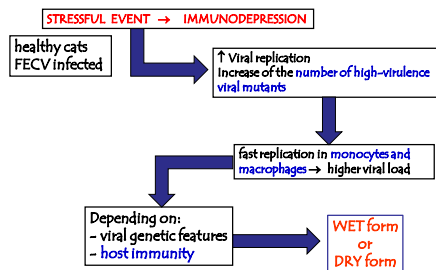 STRESSFUL EVENT → IMMUNODEPRESSION
healthy cats
FECV infected
↑ Viral replication
Increase of the number of high-virulence
viral mutants
fast replication in monocytes and
macrophages → higher viral load
Depending on:
- viral genetic features
- host immunity
WET form
or
DRY form